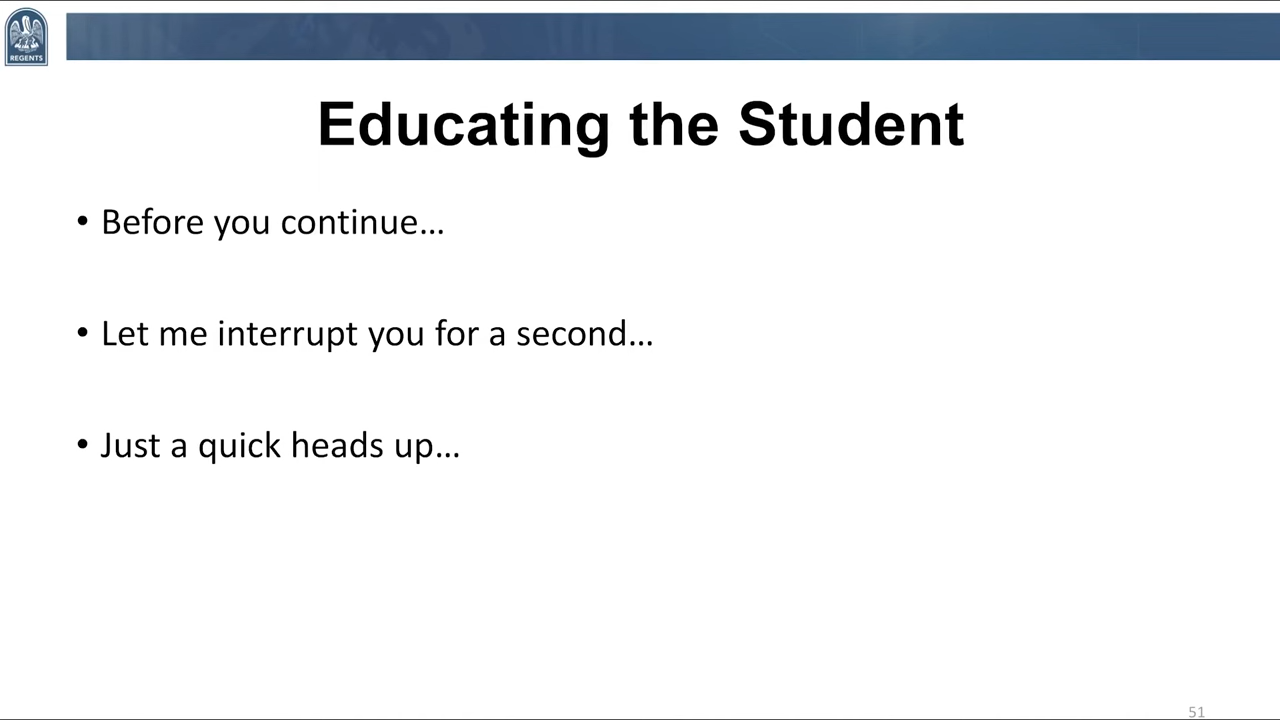 REGENTS
Educating the Student
• Before you continue…
• Let me interrupt you for a second…
• Just a quick heads up…
51